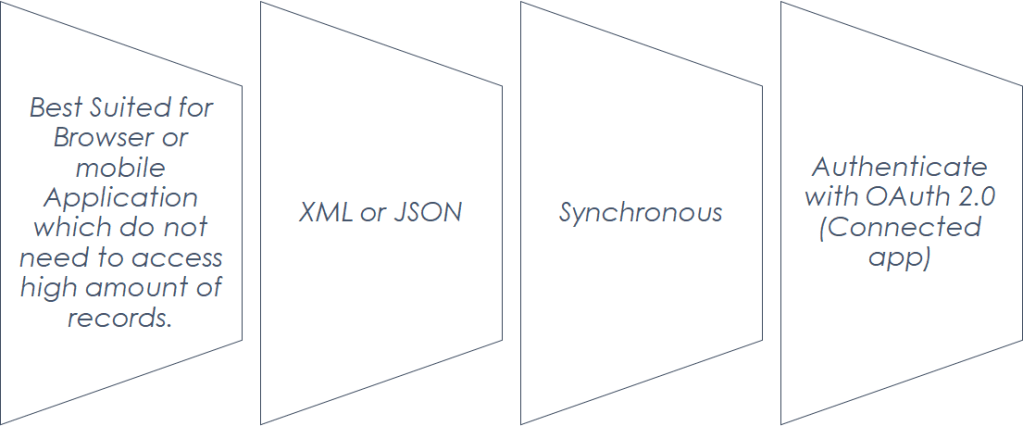 Best Suited for
Browser or
mobile
Application
which do not
need to access
high amount of
records.
XML or JSON
Synchronous
Authenticate
with OAuth 2.0
(Connected
app)